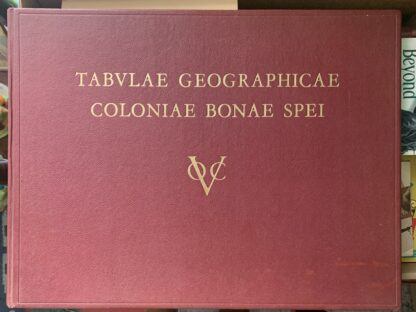 TABVLAE GEOGRAPHICAE
COLONIAE BONAE SPEI
VOC
Beyond